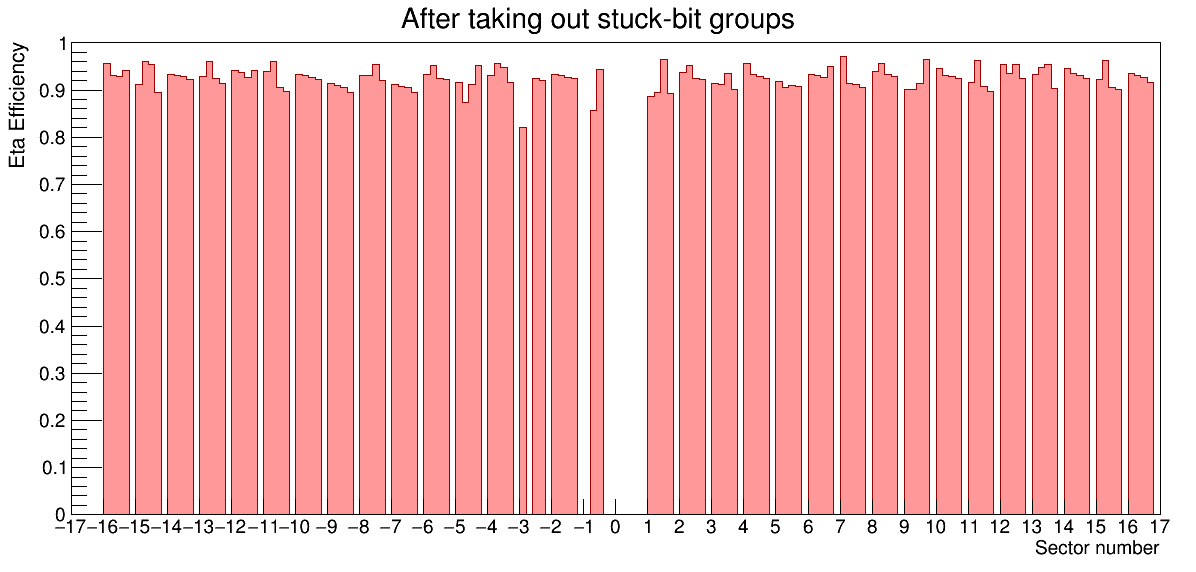 After taking out stuck-bit groups
Eta Efficiency
1
0.9
0.8
0.7
0.6
0.5
0.4
0.3
0.2
0.1
0
−17 −16 −15 −14 −13 −12 −11 −10 −9 −8 −7 −6 −5 −4 −3 −2 −1 0 1 2 3 4 5 6 7 8 9 10 11 12 13 14 15 16 17
Sector number